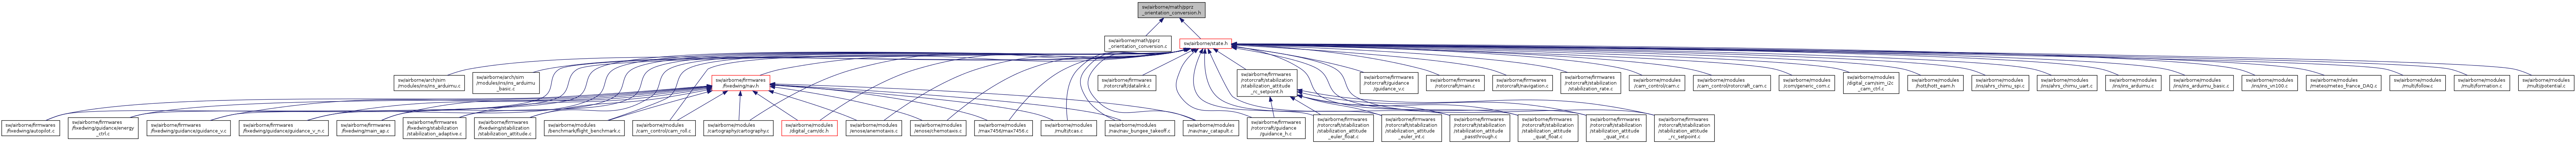 sw/airborne/math/pprz
_orientation_conversion.h
sw/airborne/math/pprz
_orientation_conversion.c
sw/airborne/state.h
sw/airborne/arch/sim
/modules/ins/ins_arduimu.c
sw/airborne/arch/sim
/modules/ins/ins_arduimu
_basic.c
sw/airborne/firmwares
/fixedwing/nav.h
sw/airborne/firmwares
/rotorcraft/datalink.c
sw/airborne/firmwares
/rotorcraft/stabilization
/stabilization_attitude
_rc_setpoint.h
sw/airborne/firmwares
/rotorcraft/guidance
/guidance_v.c
sw/airborne/firmwares
/rotorcraft/main.c
sw/airborne/firmwares
/rotorcraft/navigation.c
sw/airborne/firmwares
/rotorcraft/stabilization
/stabilization_rate.c
sw/airborne/modules
/cam_control/cam.c
sw/airborne/modules
/cam_control/rotorcraft_cam.c
sw/airborne/modules
/com/generic_com.c
sw/airborne/modules
/digital_cam/sim_i2c
_cam_ctrl.c
sw/airborne/modules
/hott/hott_eam.h
sw/airborne/modules
/ins/ahrs_chimu_spi.c
sw/airborne/modules
/ins/ahrs_chimu_uart.c
sw/airborne/modules
/ins/ins_arduimu.c
sw/airborne/modules
/ins/ins_arduimu_basic.c
sw/airborne/modules
/ins/ins_vn100.c
sw/airborne/modules
/meteo/meteo_france_DAQ.c
sw/airborne/modules
/multi/follow.c
sw/airborne/modules
/multi/formation.c
sw/airborne/modules
/multi/potential.c
sw/airborne/firmwares
/fixedwing/autopilot.c
sw/airborne/firmwares
/fixedwing/guidance/energy
_ctrl.c
sw/airborne/firmwares
/fixedwing/guidance/guidance_v.c
sw/airborne/firmwares
/fixedwing/guidance/guidance_v_n.c
sw/airborne/firmwares
/fixedwing/main_ap.c
sw/airborne/firmwares
/fixedwing/stabilization
/stabilization_adaptive.c
sw/airborne/firmwares
/fixedwing/stabilization
/stabilization_attitude.c
sw/airborne/modules
/benchmark/flight_benchmark.c
sw/airborne/modules
/cam_control/cam_roll.c
sw/airborne/modules
/cartography/cartography.c
sw/airborne/modules
/digital_cam/dc.h
sw/airborne/modules
/enose/anemotaxis.c
sw/airborne/modules
/enose/chemotaxis.c
sw/airborne/modules
/max7456/max7456.c
sw/airborne/modules
/multi/tcas.c
sw/airborne/modules
/nav/nav_bungee_takeoff.c
sw/airborne/modules
/nav/nav_catapult.c
sw/airborne/firmwares
/rotorcraft/guidance
/guidance_h.c
sw/airborne/firmwares
/rotorcraft/stabilization
/stabilization_attitude
_euler_float.c
sw/airborne/firmwares
/rotorcraft/stabilization
/stabilization_attitude
_euler_int.c
sw/airborne/firmwares
/rotorcraft/stabilization
/stabilization_attitude
_passthrough.c
sw/airborne/firmwares
/rotorcraft/stabilization
/stabilization_attitude
_quat_float.c
sw/airborne/firmwares
/rotorcraft/stabilization
/stabilization_attitude
_quat_int.c
sw/airborne/firmwares
/rotorcraft/stabilization
/stabilization_attitude
_rc_setpoint.c